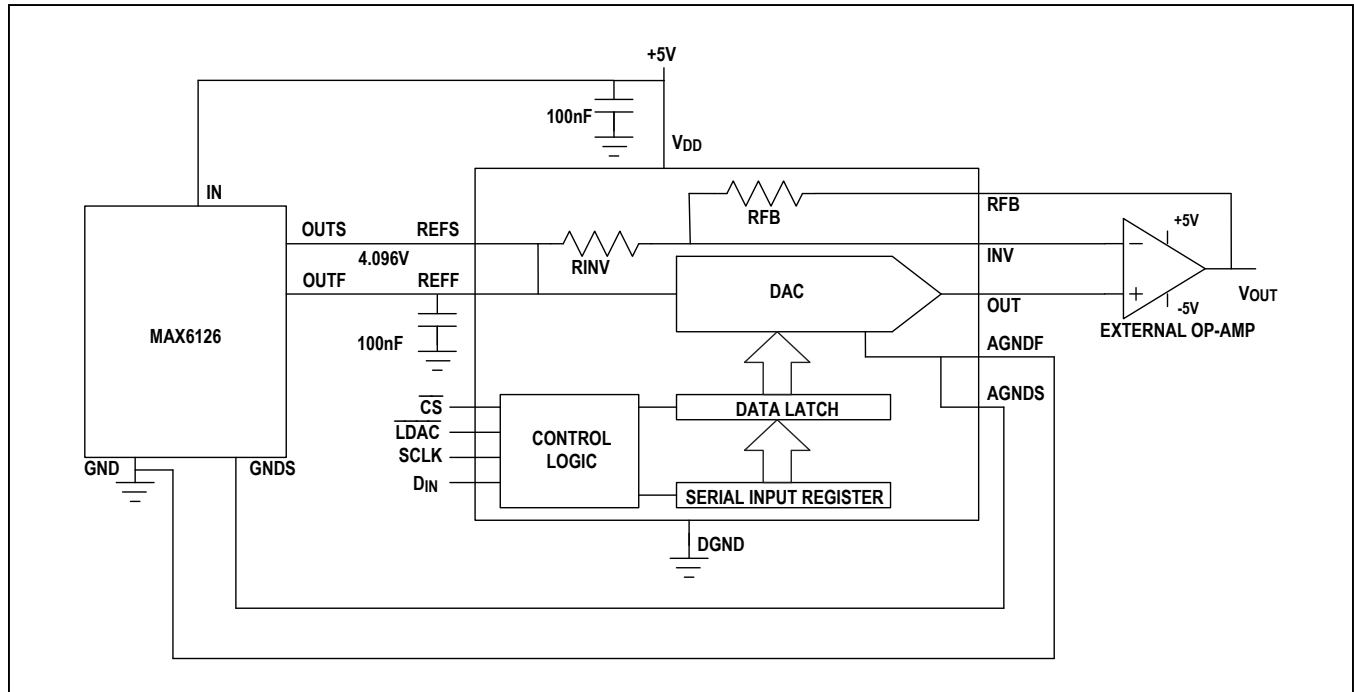 +5V
100nF
VDD
IN
RFB
RFB
OUTS
REFS
4.096V
RINV
INV
+5V
−
OUTF
REFF
DAC
OUT
+
-5V
VOUT
EXTERNAL OP-AMP
MAX6126
100nF
AGNDF
AGNDS
CS
DATA LATCH
LDAC
CONTROL
LOGIC
SCLK
DIN
SERIAL INPUT REGISTER
GND
GNDS
DGND